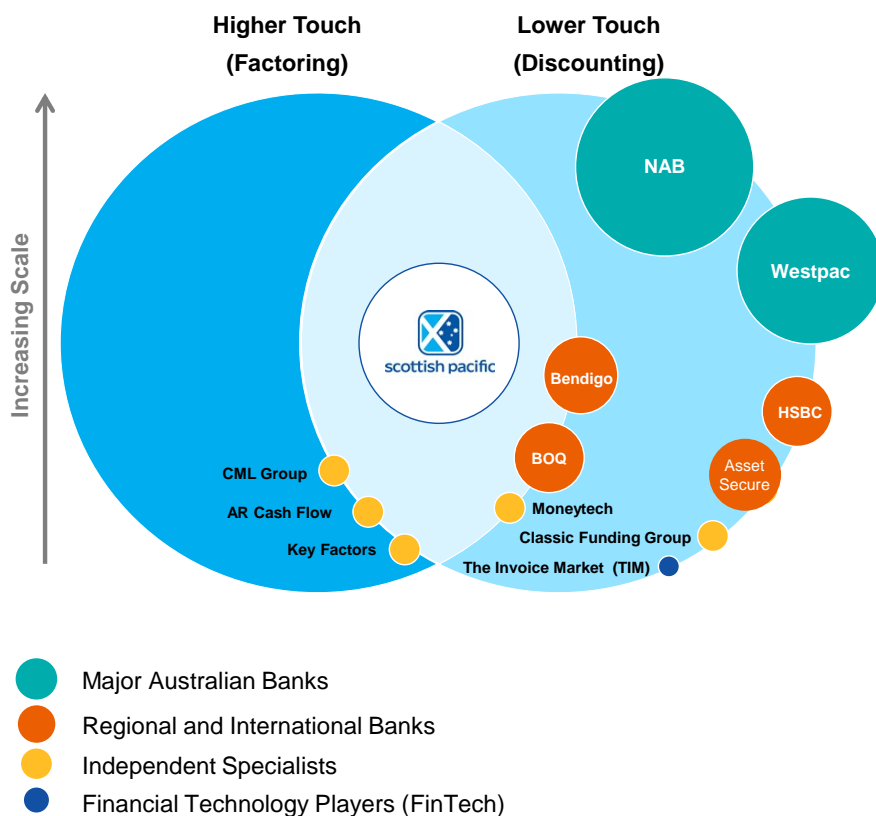 Higher Touch
(Factoring)
Lower Touch
(Discounting)
Increasing Scale
NAB
Westpac
scottish pacific
Bendigo
HSBC
BOQ
Asset
Secure
CML Group
AR Cash Flow
Moneytech
Classic Funding Group
Key Factors
The Invoice Market (TIM)
Major Australian Banks
Regional and International Banks
Independent Specialists
Financial Technology Players (FinTech)